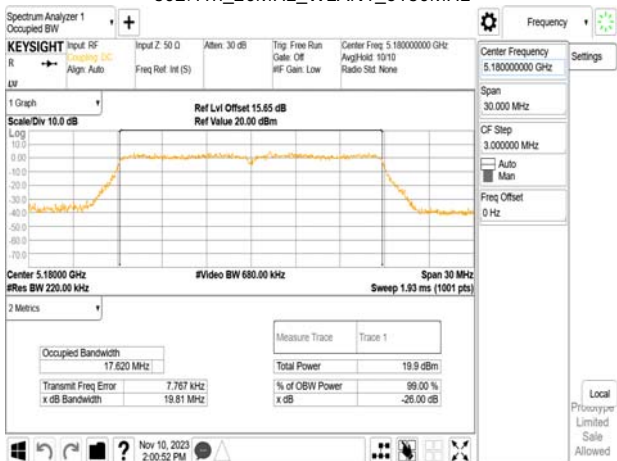 Spectrum Analyzer 1
Occupied BW
Frequency
KEYSIGHT
R
Input: RF
Coupling: DC
Align: Auto
Input Z: 50 Ω
Freq Ref: Int (S)
Atten: 30 dB
Trig: Free Run
Gate: Off
#IF Gain: Low
Center Freq: 5.180000000 GHz
Avg|Hold: 10/10
Radio Std: None
1 Graph
Scale/Div 10.0 dB
Ref Lvl Offset 15.65 dB
Ref Value 20.00 dBm
Log
10.0
0.00
-10.0
-20.0
-30.0
-40.0
-50.0
-60.0
-70.0
Center 5.18000 GHz
#Res BW 220.00 kHz
#Video BW 680.00 kHz
Span 30 MHz
Sweep 1.93 ms (1001 pts)
2 Metrics
Measure Trace
Trace 1
Occupied Bandwidth
17.620 MHz
Total Power
19.9 dBm
Transmit Freq Error
7.767 kHz
% of OBW Power
99.00 %
x dB Bandwidth
19.81 MHz
x dB
-26.00 dB
Nov 10, 2023
2:00:52 PM
Center Frequency
5.180000000 GHz
Settings
Span
30.000 MHz
CF Step
3.000000 MHz
Auto
Man
Freq Offset
0 Hz
Local
Prototype
Limited
Sale
Allowed